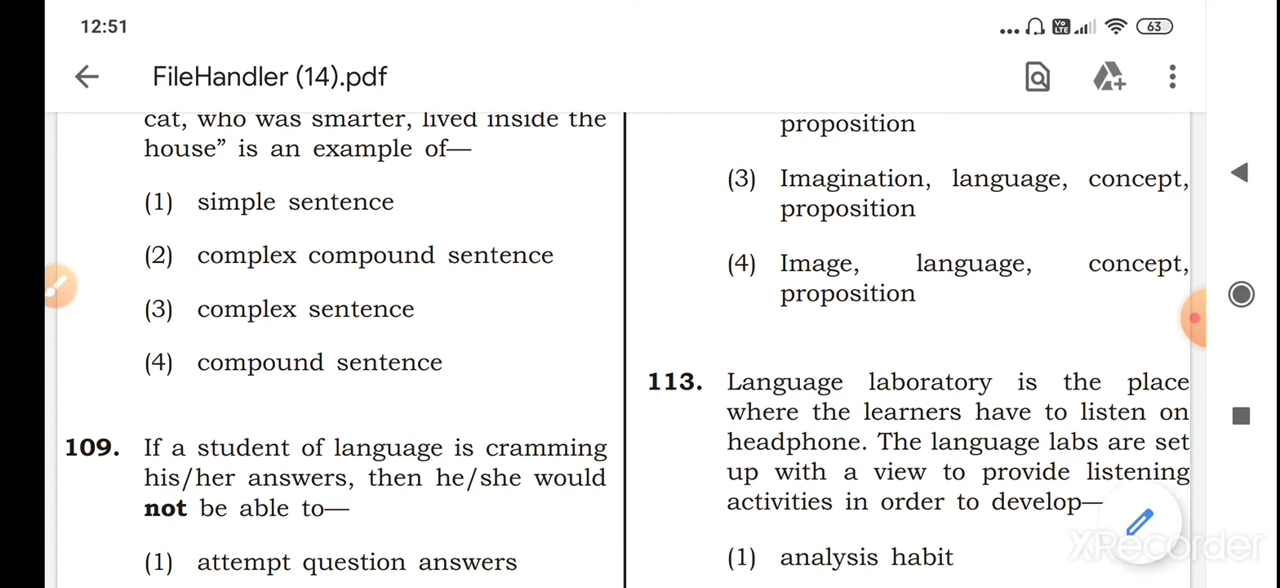 12:51
Vo LTE
63
FileHandler (14).pdf
cat, who was smarter, lived inside the
house" is an example of—
(1) simple sentence
(2) complex compound sentence
(3) complex sentence
(4) compound sentence
109. If a student of language is cramming
his/her answers, then he/she would
not be able to—
(1) attempt question answers
proposition
(3) Imagination, language, concept,
proposition
(4) Image, language, concept,
proposition
113. Language laboratory is the place
where the learners have to listen on
headphone. The language labs are set
up with a view to provide listening
activities in order to develop—
(1) analysis habit
XRecorder